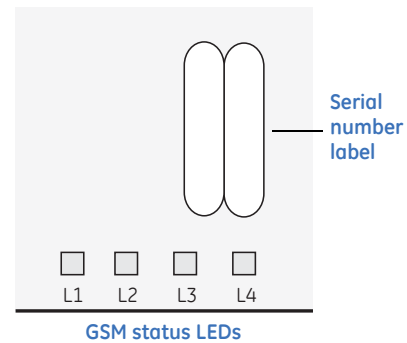 Serial
number
label
L1 L2 L3 L4
GSM status LEDs